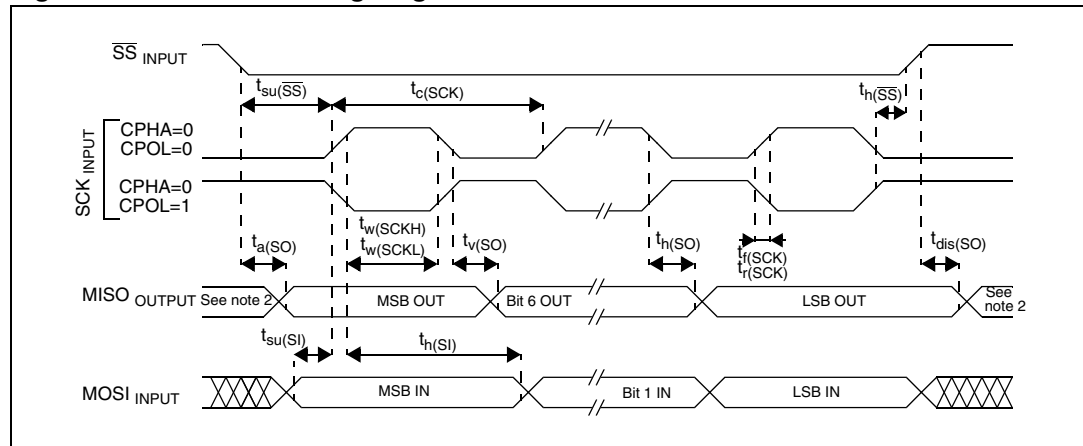 SS INPUT
tsu(SS)
tc(SCK)
th(SS)
SCK INPUT
CPHA=0
CPOL=0
CPHA=0
CPOL=1
ta(SO)
tw(SCKH)
tw(SCKL)
tv(SO)
th(SO)
tf(SCK)
tr(SCK)
tdis(SO)
MISO OUTPUT
See note 2
MSB OUT
Bit 6 OUT
LSB OUT
See
note 2
tsu(SI)
th(SI)
MOSI INPUT
MSB IN
Bit 1 IN
LSB IN